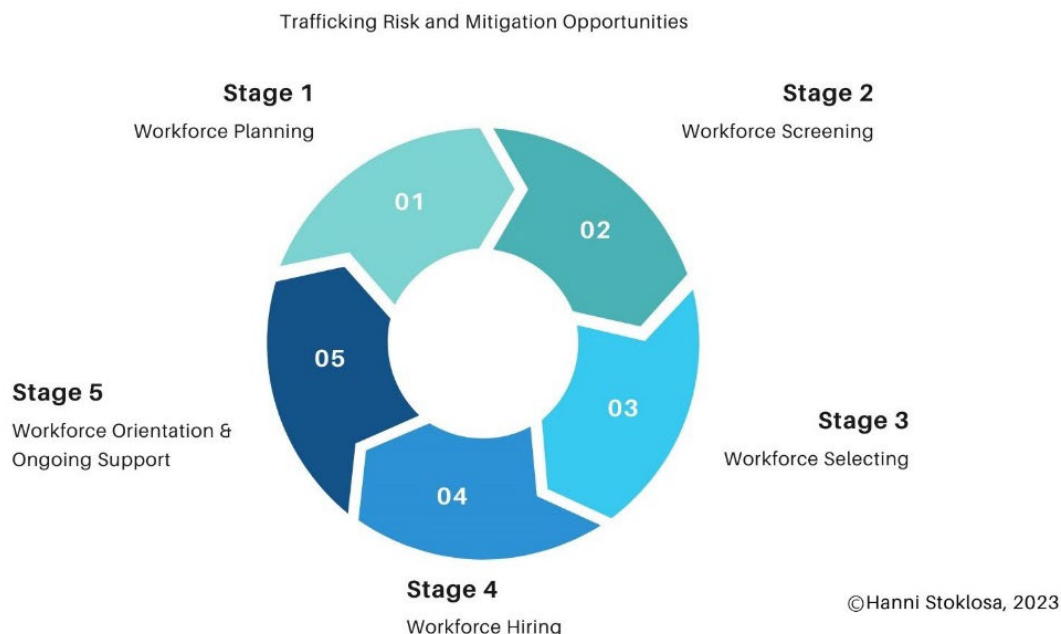 Trafficking Risk and Mitigation Opportunities
Stage 1
Workforce Planning
Stage 2
Workforce Screening
01
02
03
04
05
Stage 3
Workforce Selecting
Stage 4
Workforce Hiring
Stage 5
Workforce Orientation &
Ongoing Support
©Hanni Stoklosa, 2023